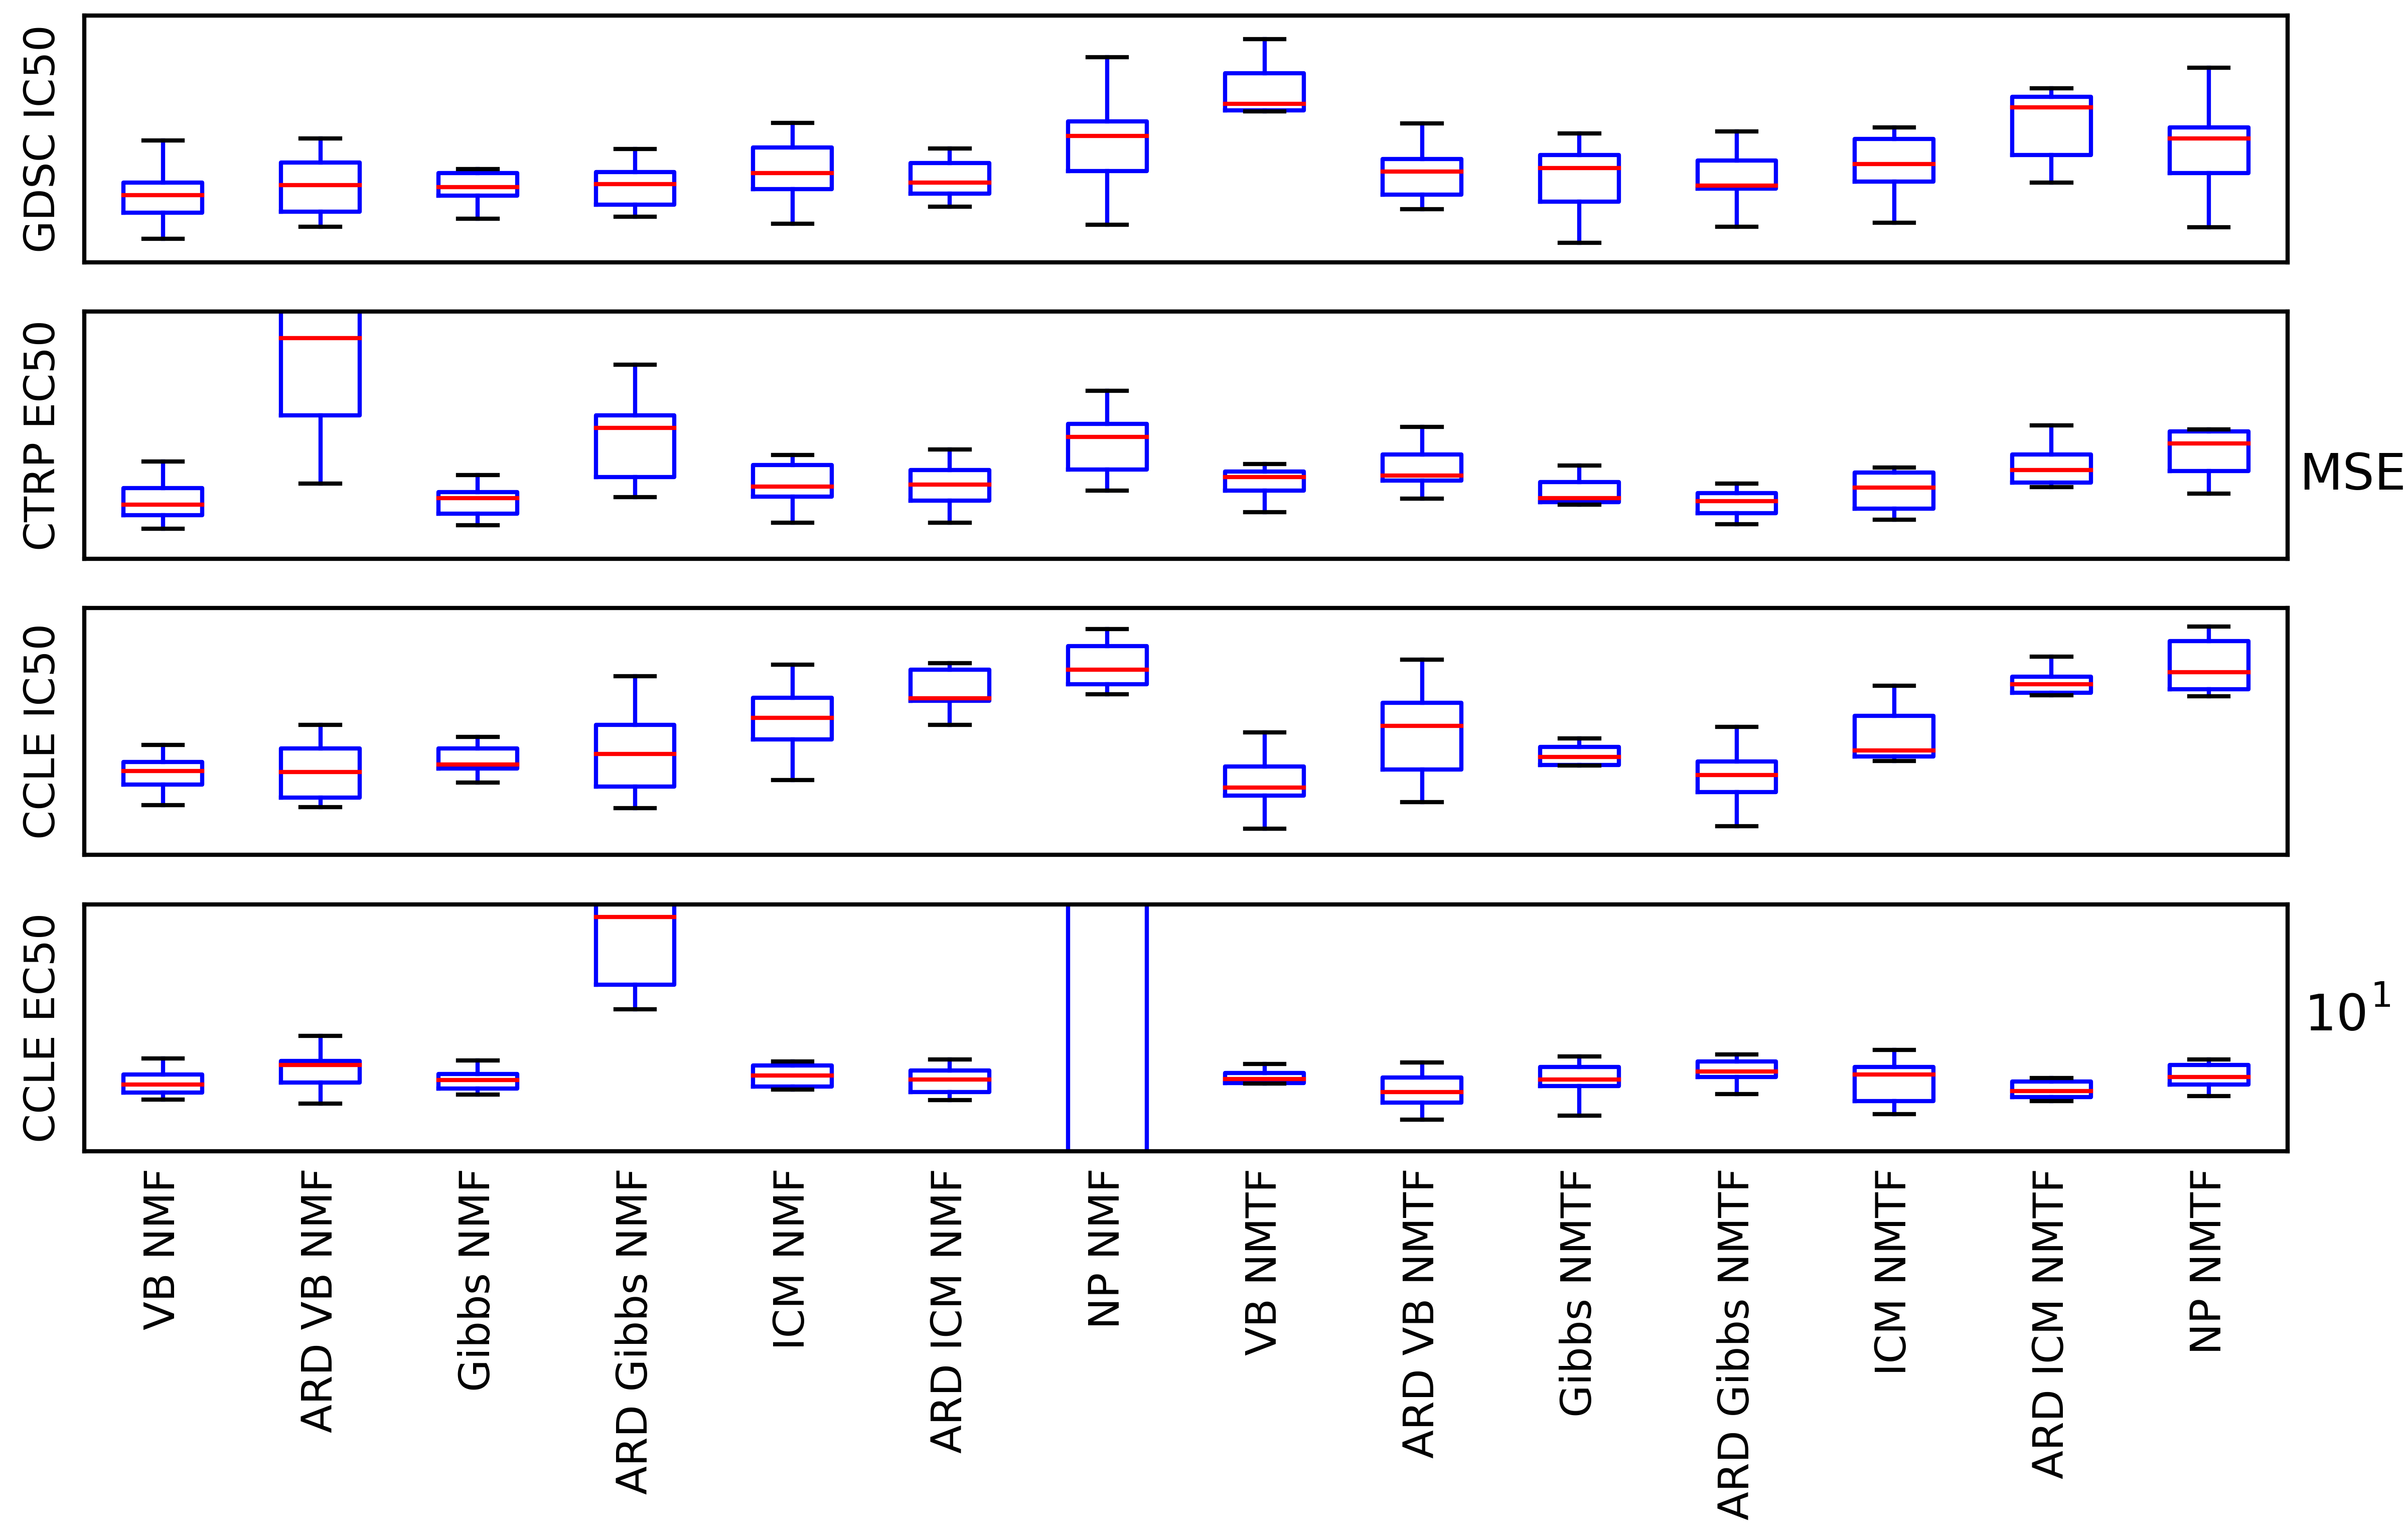 GDSC IC50
CTRP EC50
MSE
CCLE IC50
CCLE EC50
10¹
VB NMF
ARD VB NMF
Gibbs NMF
ARD Gibbs NMF
ICM NMF
ARD ICM NMF
NP NMF
VB NMTF
ARD VB NMTF
Gibbs NMTF
ARD Gibbs NMTF
ICM NMTF
ARD ICM NMTF
NP NMTF